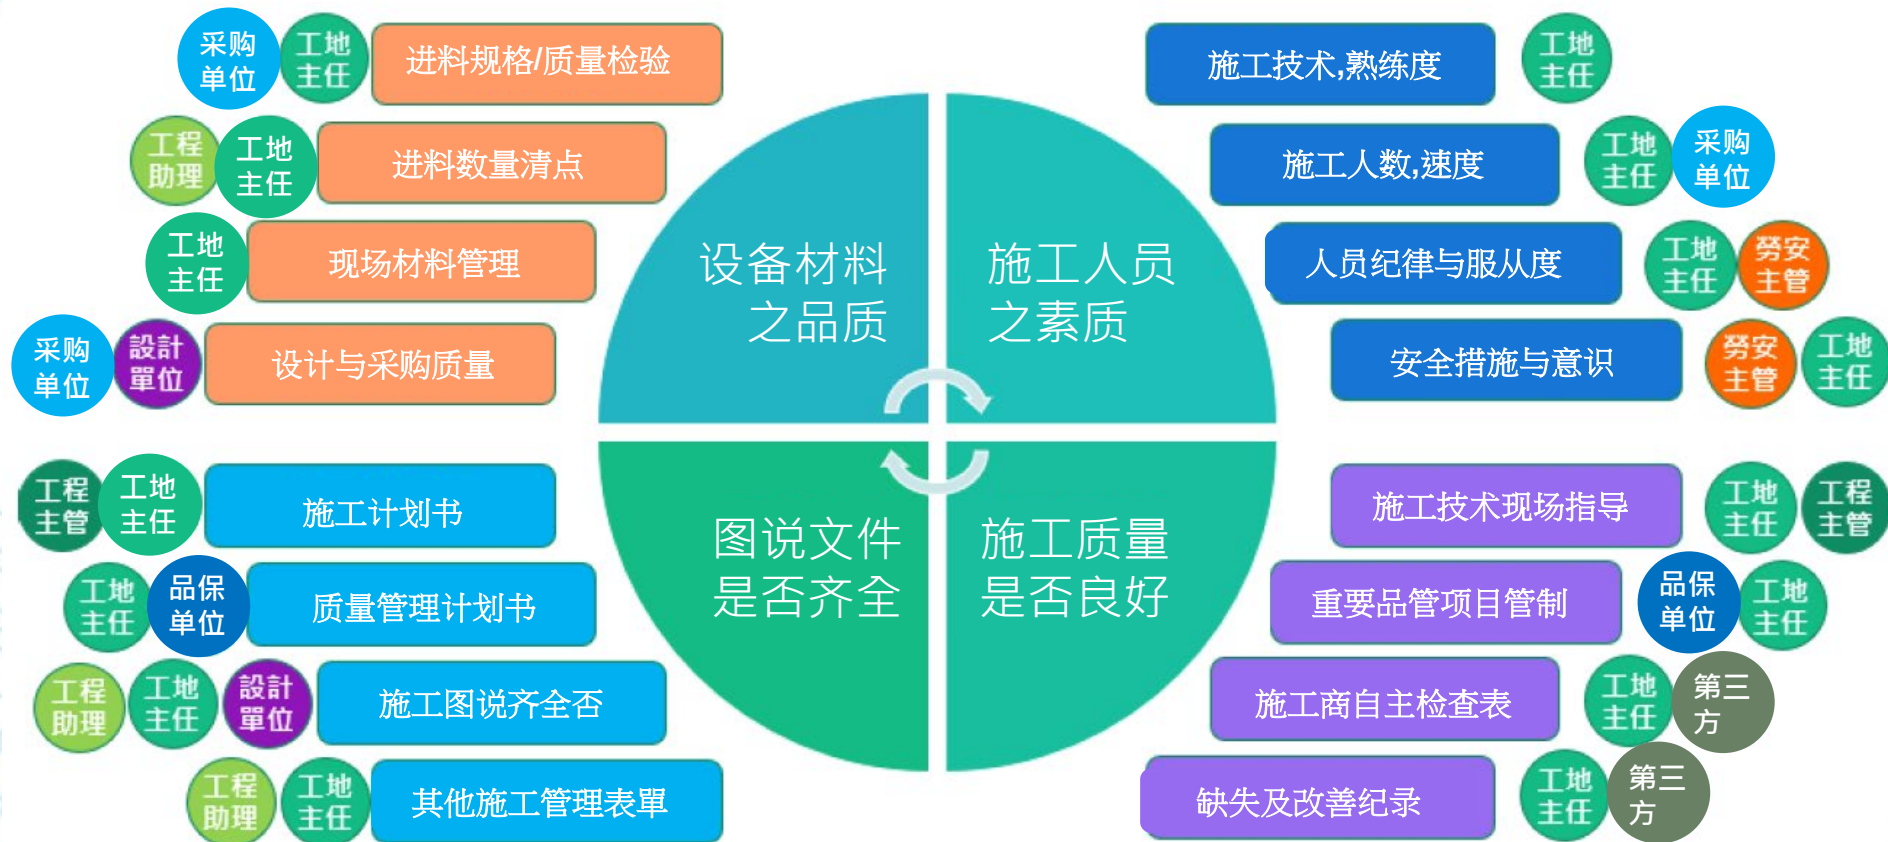 采购
单位
工地
主任
进料规格/质量检验
工程
助理
工地
主任
进料数量清点
工地
主任
现场材料管理
采购
单位
設計
單位
设计与采购质量
设备材料
之品质
施工人员
之素质
施工技术,熟练度
工地
主任
施工人数,速度
工地
主任
采购
单位
人员纪律与服从度
工地
主任
勞安
主管
安全措施与意识
勞安
主管
工地
主任
工程
主管
工地
主任
施工计划书
工地
主任
品保
单位
质量管理计划书
工程
助理
工地
主任
設計
單位
施工图说齐全否
工程
助理
工地
主任
其他施工管理表單
图说文件
是否齐全
施工质量
是否良好
施工技术现场指导
工地
主任
工程
主管
重要品管项目管制
品保
单位
工地
主任
施工商自主检查表
工地
主任
第三
方
缺失及改善纪录
工地
主任
第三
方